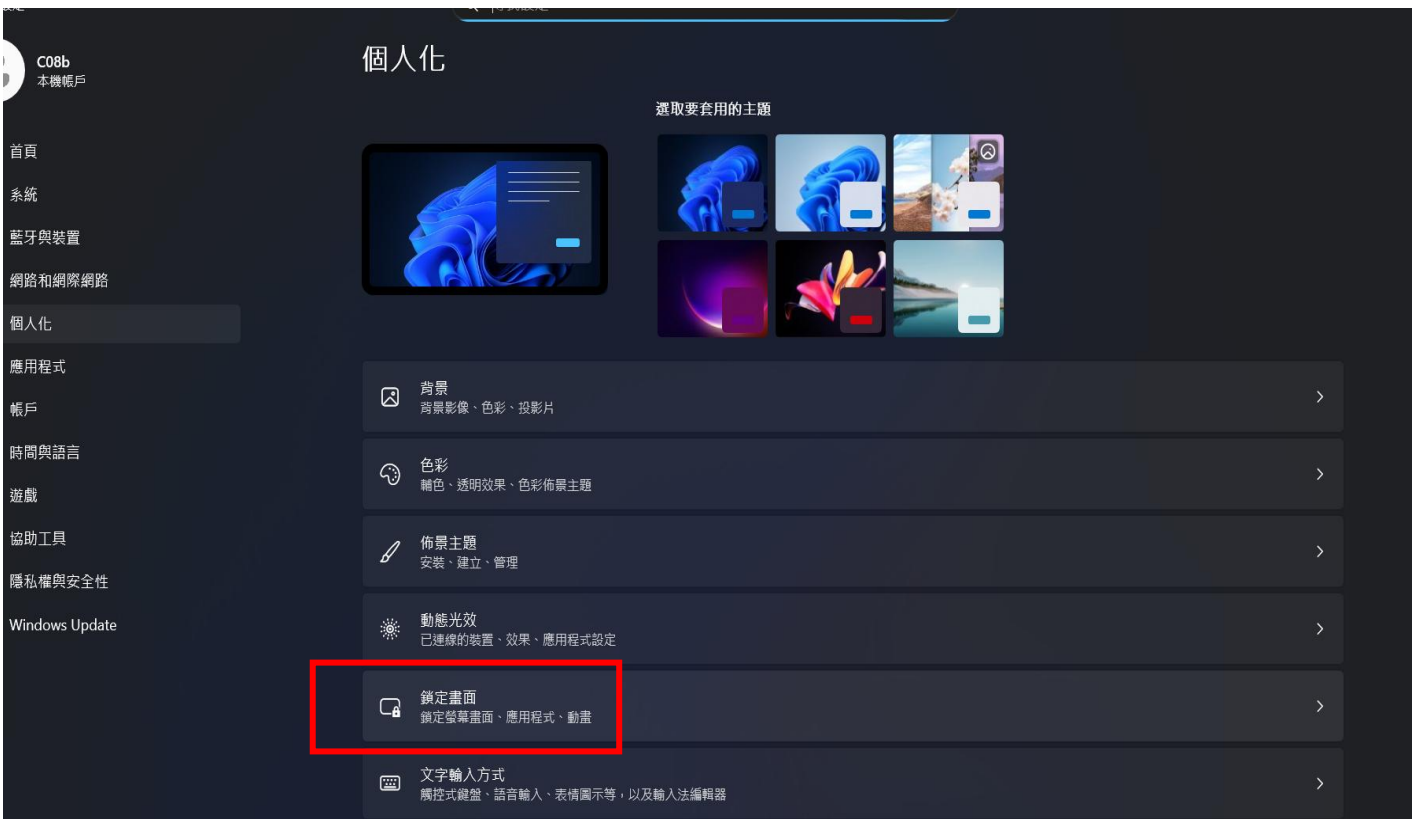 個人化
C08b
本機帳戶
選取要套用的主題
首頁
系統
藍牙與裝置
網路和網際網路
個人化
應用程式
帳戶
時間與語言
遊戲
協助工具
隱私權與安全性
Windows Update
背景
背景影像、色彩、投影片
色彩
輔色、透明效果、色彩佈景主題
佈景主題
安裝、建立、管理
動態光效
已連線的裝置、效果、應用程式設定
鎖定畫面
鎖定螢幕畫面、應用程式、動畫
文字輸入方式
觸控式鍵盤、語音輸入、表情圖示等，以及輸入法編輯器